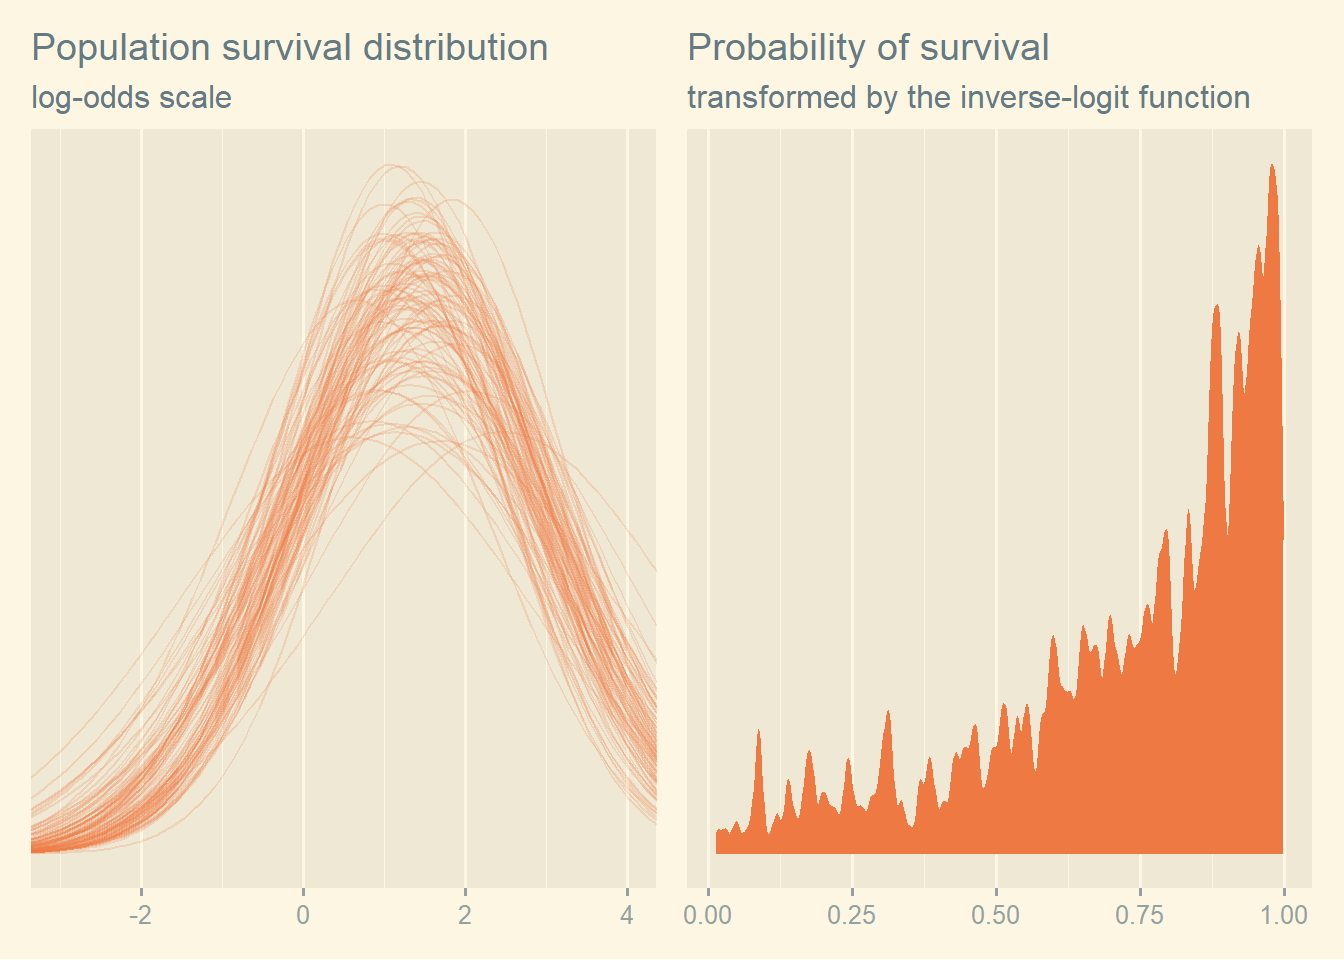 Population survival distribution
log-odds scale
-2 0 2 4
Probability of survival
transformed by the inverse-logit function
0.00 0.25 0.50 0.75 1.00